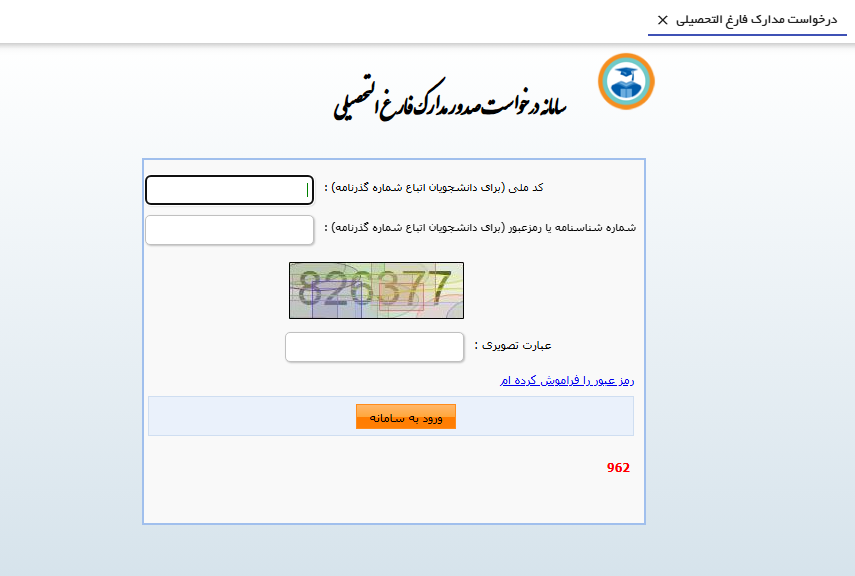 درخواست مدارک فارغ التحصیلی ×
سامانه درخواست صدور مدارک فارغ التحصیلی
کد ملی (برای دانشجویان اتباع شماره گذرنامه) :
شماره شناسنامه یا رمزعبور (برای دانشجویان اتباع شماره گذرنامه) :
826377
عبارت تصویری :
رمز عبور را فراموش کرده ام
ورود به سامانه
962